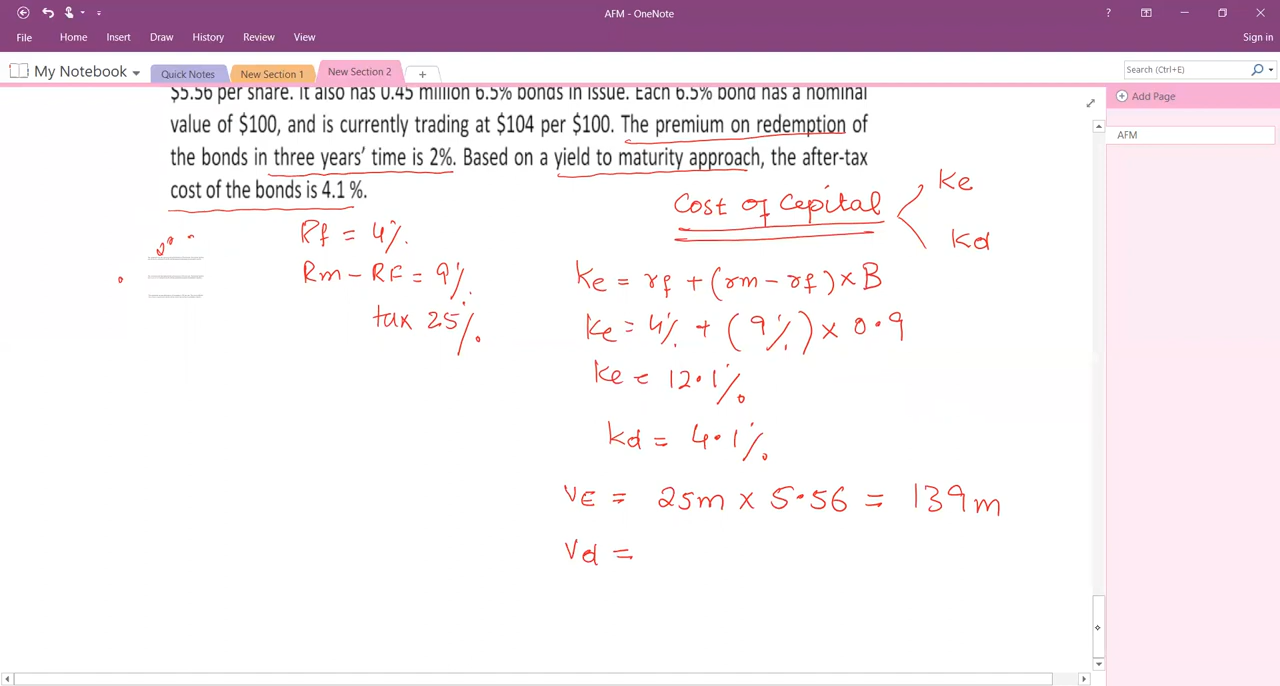 AFM - OneNote
File Home Insert Draw History Review View Sign in
My Notebook Quick Notes New Section 1 New Section 2 + Search (Ctrl+E)
$5.56 per share. It also has 0.45 million 6.5% bonds in issue. Each 6.5% bond has a nominal
value of $100, and is currently trading at $104 per $100. The premium on redemption of
the bonds in three years' time is 2%. Based on a yield to maturity approach, the after-tax
cost of the bonds is 4.1 %.
Cost of Capital
Ke
Kd
Rf = 4%.
Rm - RF = 9%
tax 25%
Ke = rf + (rm - rf) x B
Ke = 4% + (9%) x 0.9
Ke = 12.1%
Kd = 4.1%
VE = 25m x 5.56 = 139m
Vd =
Add Page
AFM